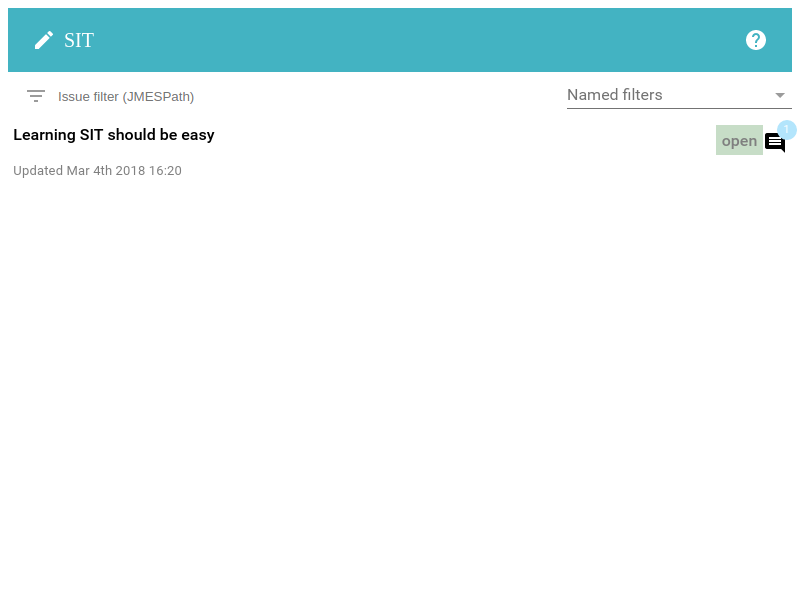 SIT
Issue filter (JMESPath)
Named filters
Learning SIT should be easy
open
1
Updated Mar 4th 2018 16:20